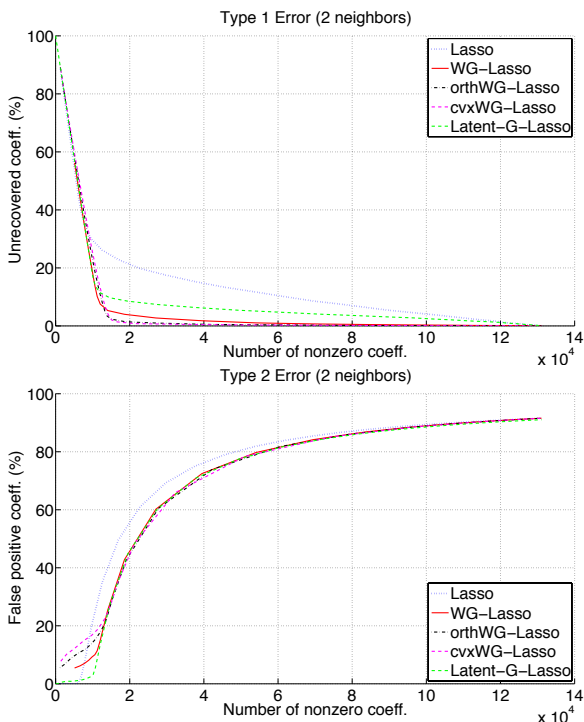 Type 1 Error (2 neighbors)
Unrecovered coeff. (%)
100
80
60
40
20
0
0 2 4 6 8 10 12 14
x 10^4
Number of nonzero coeff.
Lasso
WG-Lasso
orthWG-Lasso
cvxWG-Lasso
Latent-G-Lasso
Type 2 Error (2 neighbors)
False positive coeff. (%)
100
80
60
40
20
0
0 2 4 6 8 10 12 14
x 10^4
Number of nonzero coeff.
Lasso
WG-Lasso
orthWG-Lasso
cvxWG-Lasso
Latent-G-Lasso